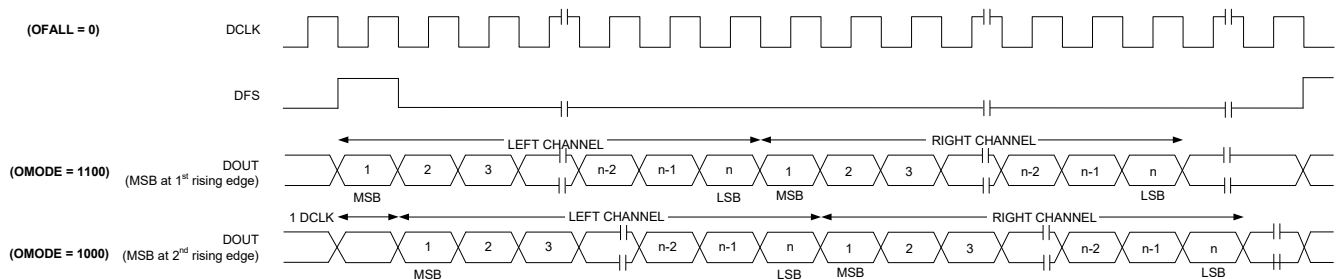 (OFALL = 0) DCLK
DFS
LEFT CHANNEL RIGHT CHANNEL
(OMODE = 1100) DOUT 1 2 3 n-2 n-1 n 1 2 3 n-2 n-1 n
(MSB at 1st rising edge)
MSB LSB MSB LSB
1 DCLK LEFT CHANNEL RIGHT CHANNEL
(OMODE = 1000) DOUT 1 2 3 n-2 n-1 n 1 2 3 n-2 n-1 n
(MSB at 2nd rising edge)
MSB LSB MSB LSB